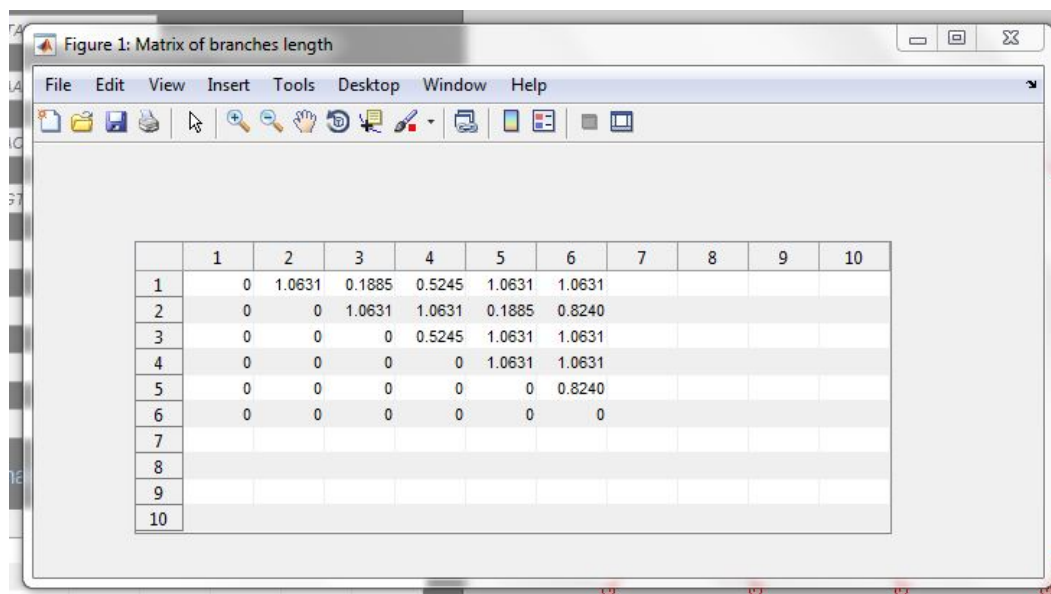 Figure 1: Matrix of branches length
File Edit View Insert Tools Desktop Window Help
1 2 3 4 5 6 7 8 9 10
1 0 1.0631 0.1885 0.5245 1.0631 1.0631
2 0 0 1.0631 1.0631 0.1885 0.8240
3 0 0 0 0.5245 1.0631 1.0631
4 0 0 0 0 1.0631 1.0631
5 0 0 0 0 0 0.8240
6 0 0 0 0 0 0
7
8
9
10